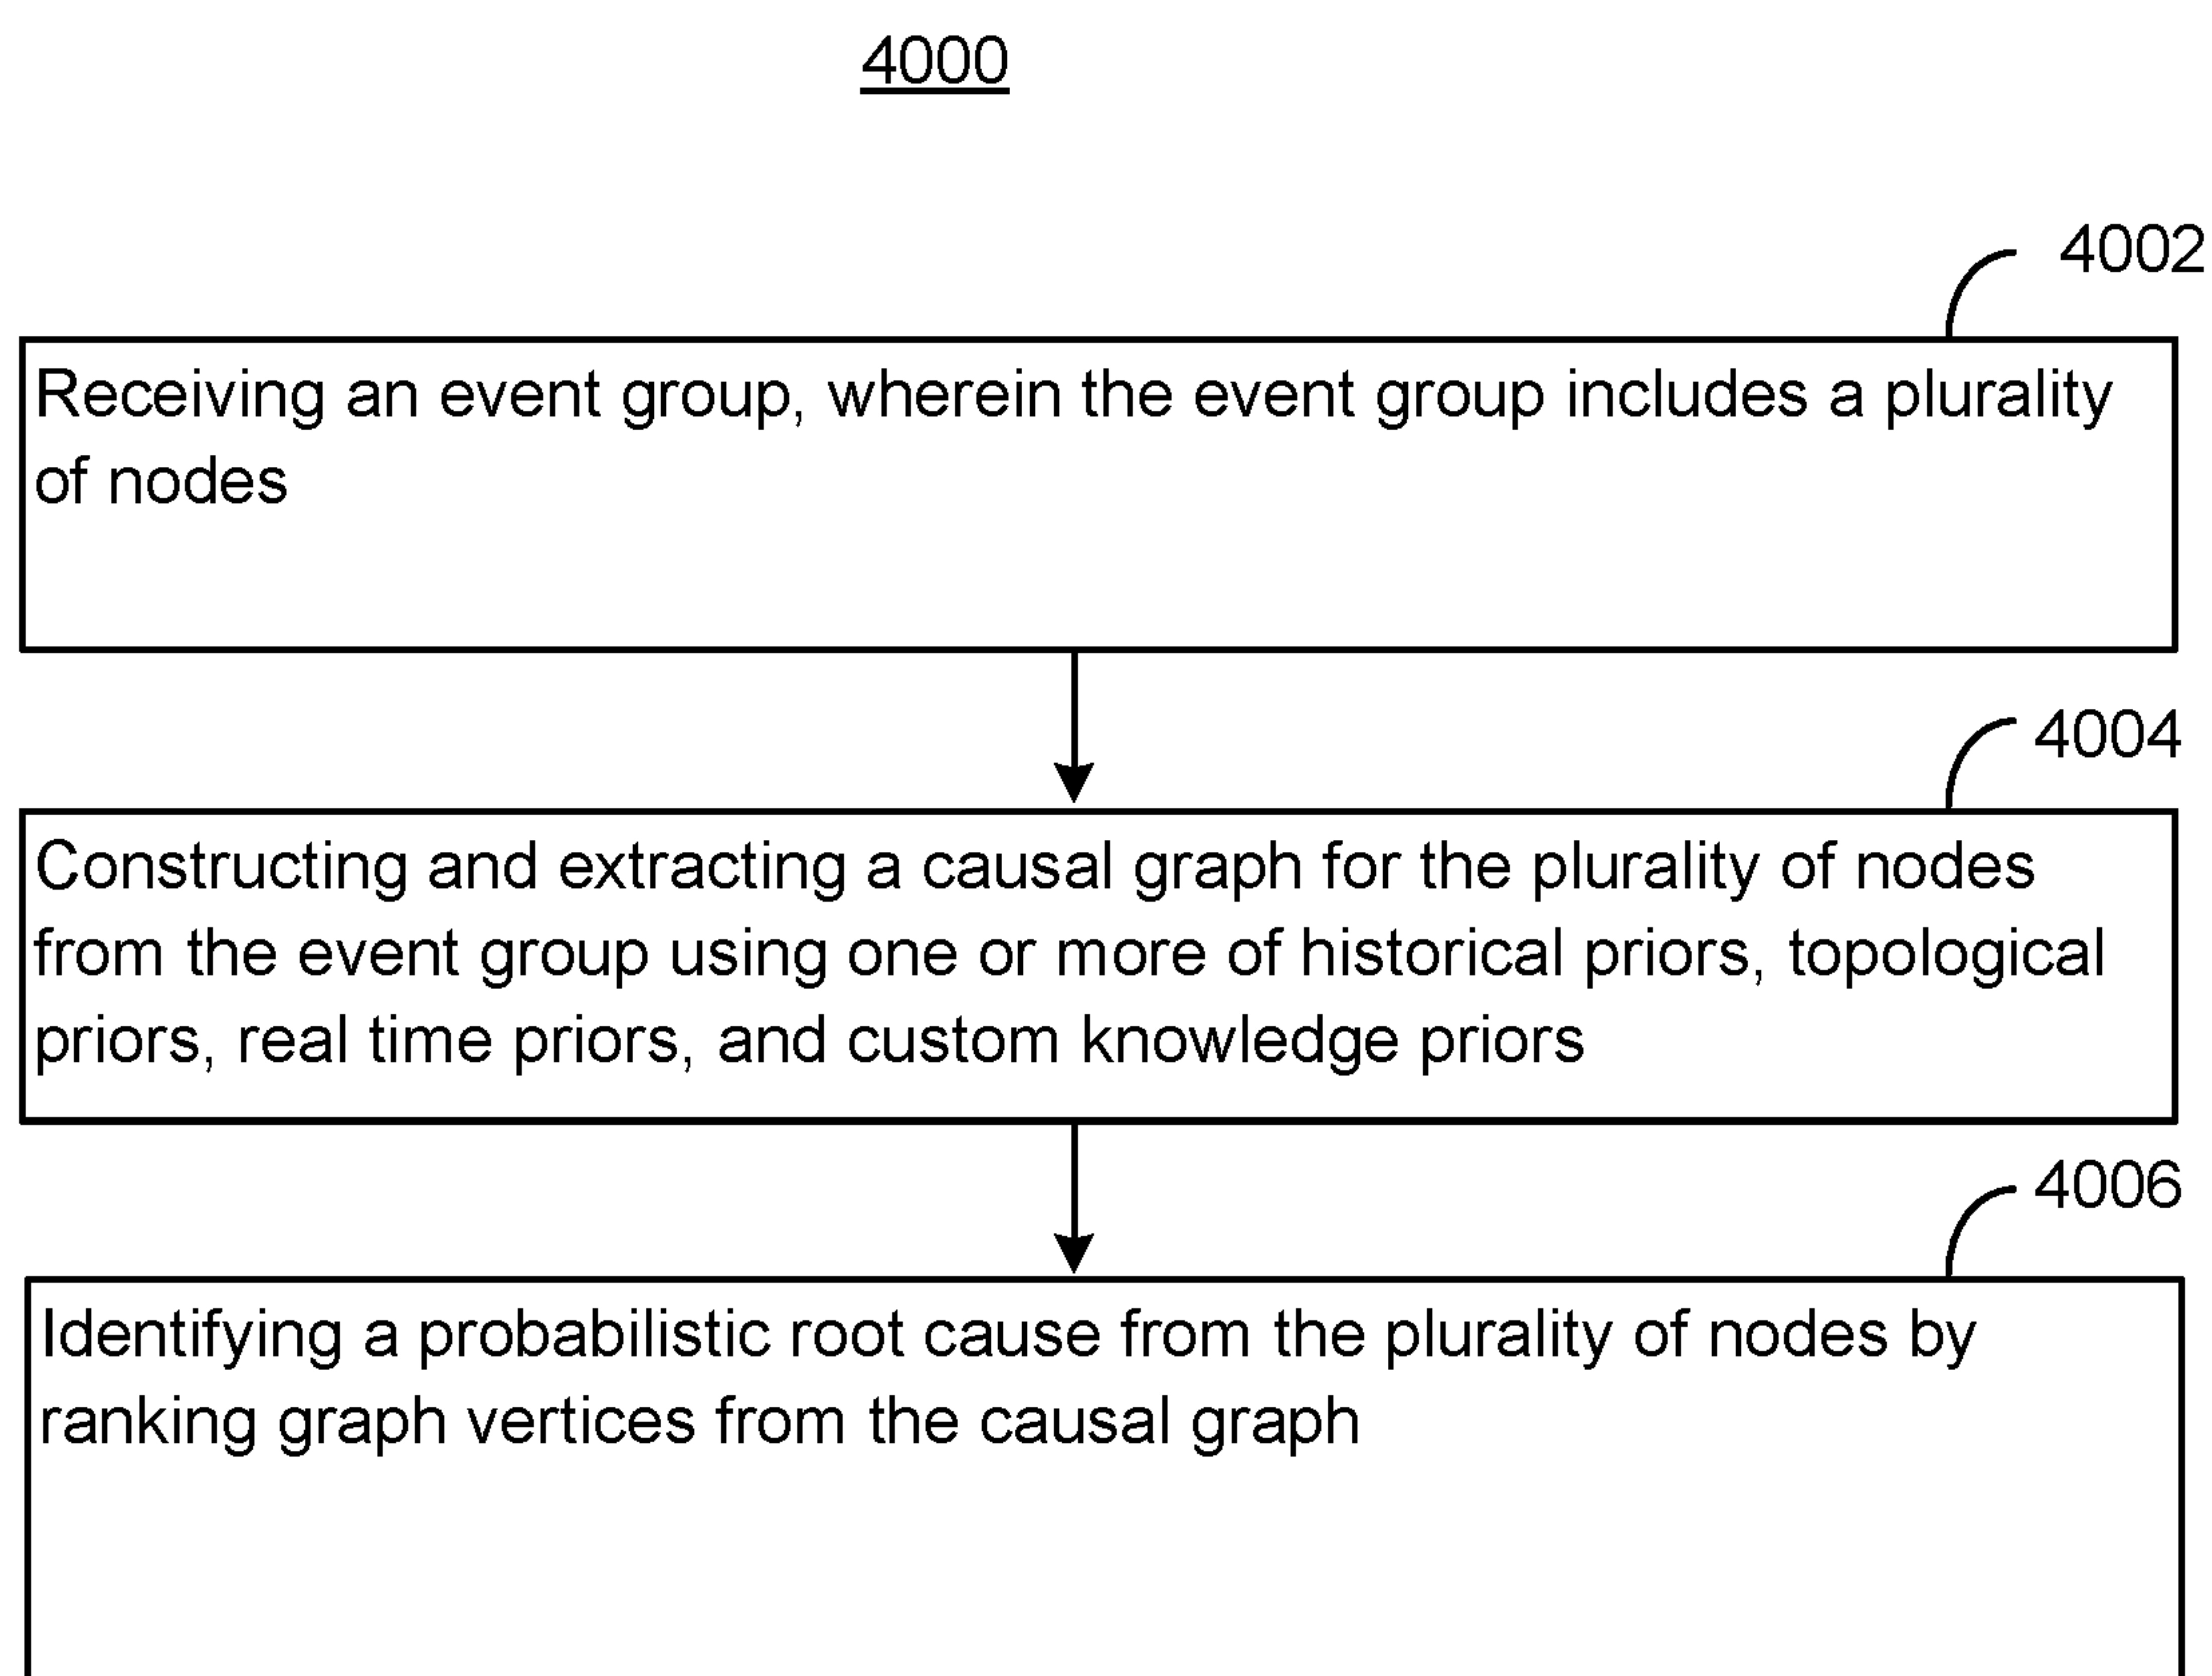 4000
4002
Receiving an event group, wherein the event group includes a plurality
of nodes
4004
Constructing and extracting a causal graph for the plurality of nodes
from the event group using one or more of historical priors, topological
priors, real time priors, and custom knowledge priors
4006
Identifying a probabilistic root cause from the plurality of nodes by
ranking graph vertices from the causal graph